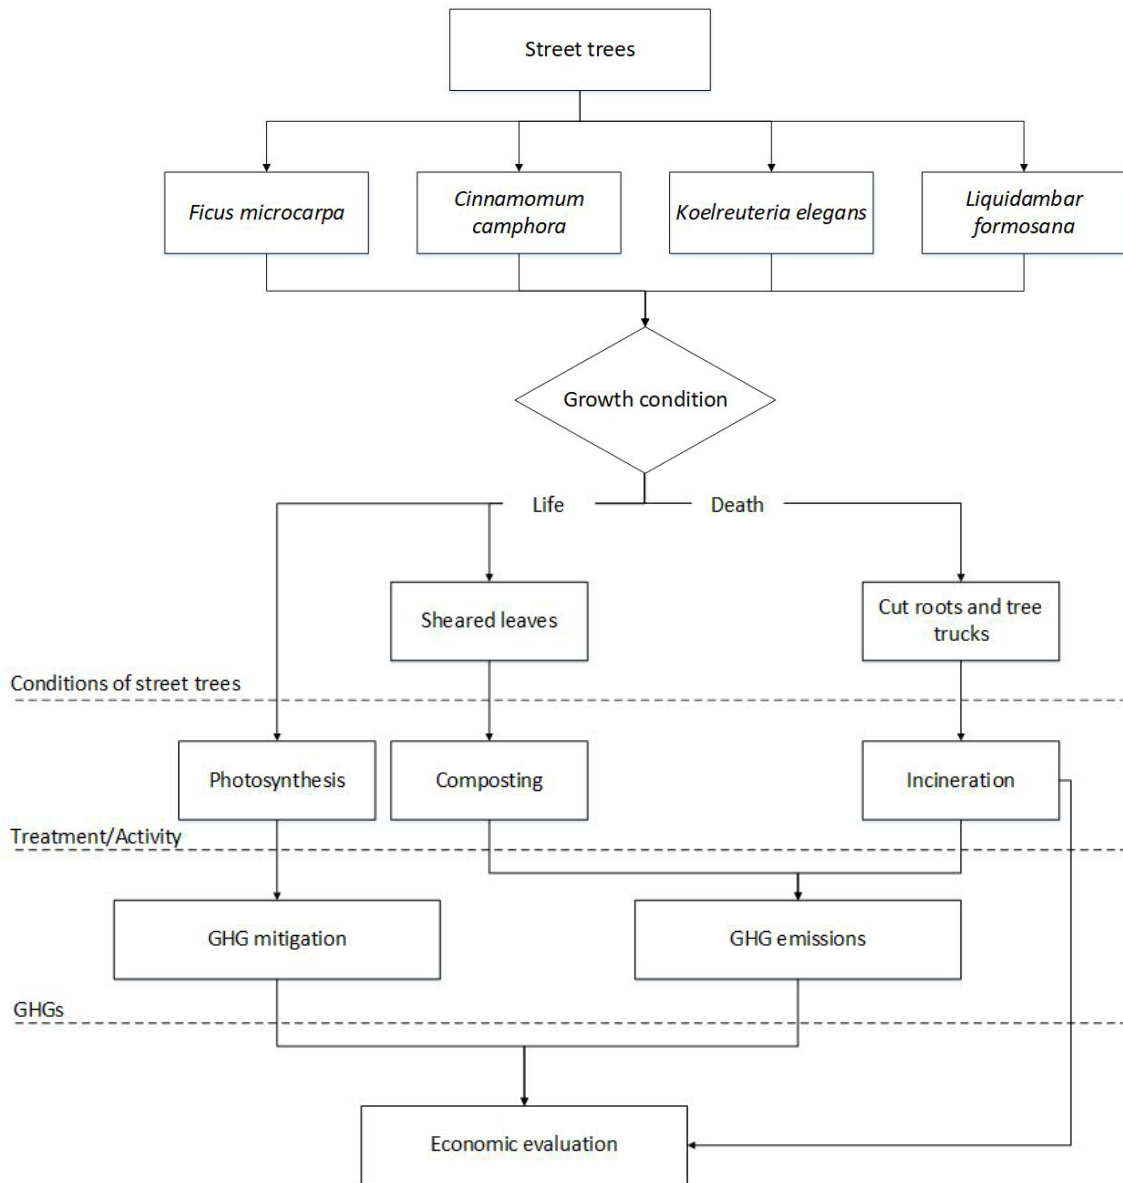 Street trees
Ficus microcarpa
Cinnamomum
camphora
Koelreuteria elegans
Liquidambar
formosana
Growth condition
Life
Death
Sheared leaves
Cut roots and tree
trucks
Conditions of street trees
Photosynthesis
Composting
Incineration
Treatment/Activity
GHG mitigation
GHG emissions
GHGs
Economic evaluation